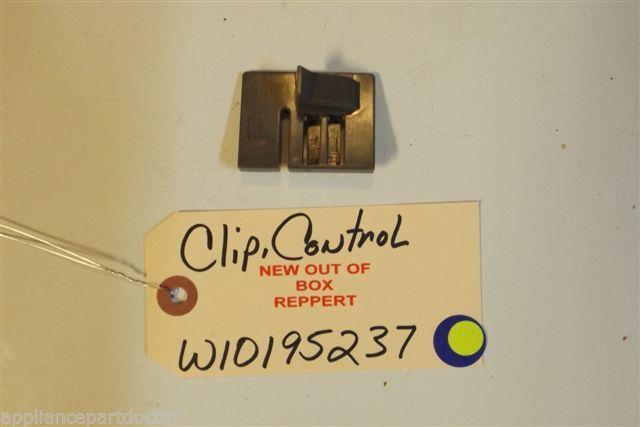 Clip, Control
NEW OUT OF
BOX
REPPERT
W10195237
appliancepartdoctor